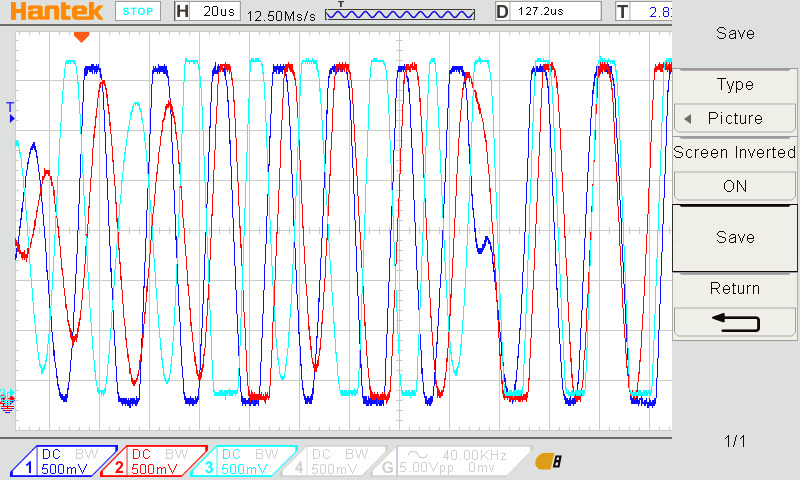 Hantek STOP H 20us 12.50Ms/s T D 127.2us T 2.8
Save
Type
Picture
Screen Inverted
ON
Save
Return
T
1/1
1 DC BW 500mV
2 DC BW 500mV
3 DC BW 500mV
4 DC BW 500mV
G 40.00KHz 5.00Vpp 0mv